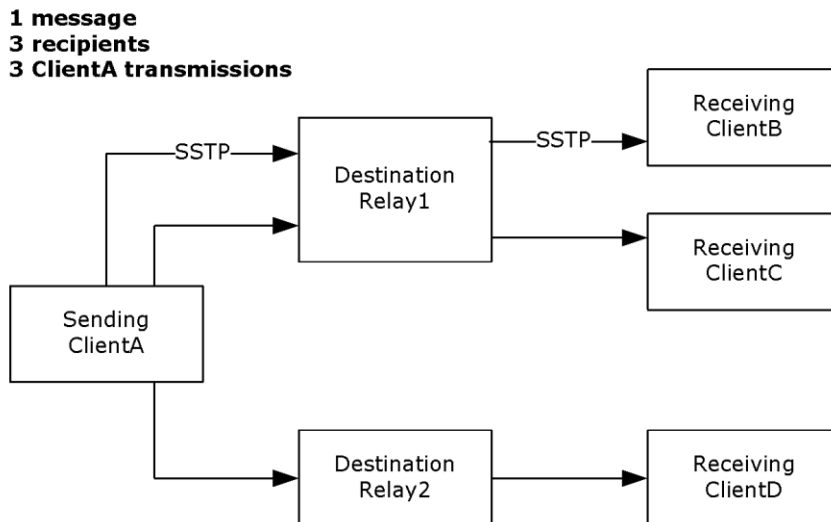 1 message
3 recipients
3 ClientA transmissions
SSTP
Destination
Relay1
SSTP
Receiving
ClientB
Receiving
ClientC
Sending
ClientA
Destination
Relay2
Receiving
ClientD